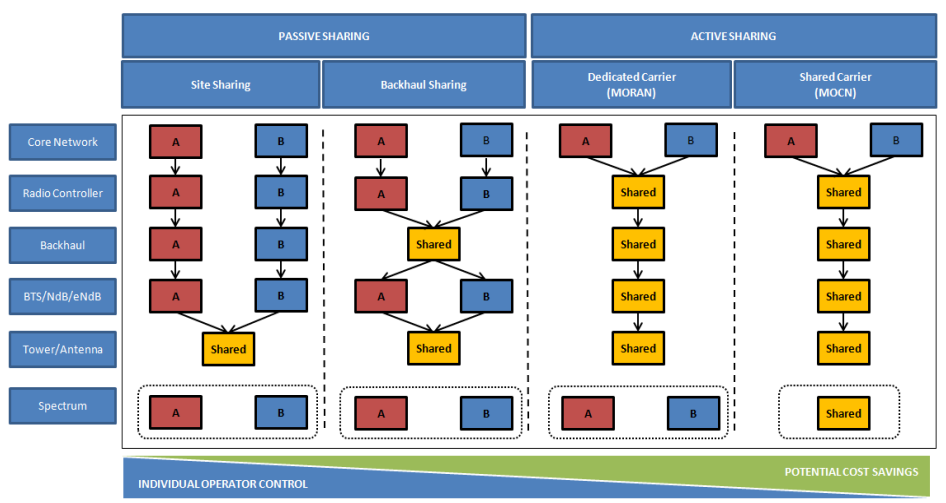 PASSIVE SHARING
ACTIVE SHARING
Site Sharing
Backhaul Sharing
Dedicated Carrier
(MORAN)
Shared Carrier
(MOCN)
Core Network
A
B
A
B
A
B
A
B
Radio Controller
A
B
A
B
Shared
Shared
Backhaul
A
B
Shared
Shared
Shared
BTS/NdB/eNdB
A
B
A
B
Shared
Shared
Tower/Antenna
Shared
Shared
Shared
Shared
Spectrum
A
B
A
B
A
B
Shared
POTENTIAL COST SAVINGS
INDIVIDUAL OPERATOR CONTROL